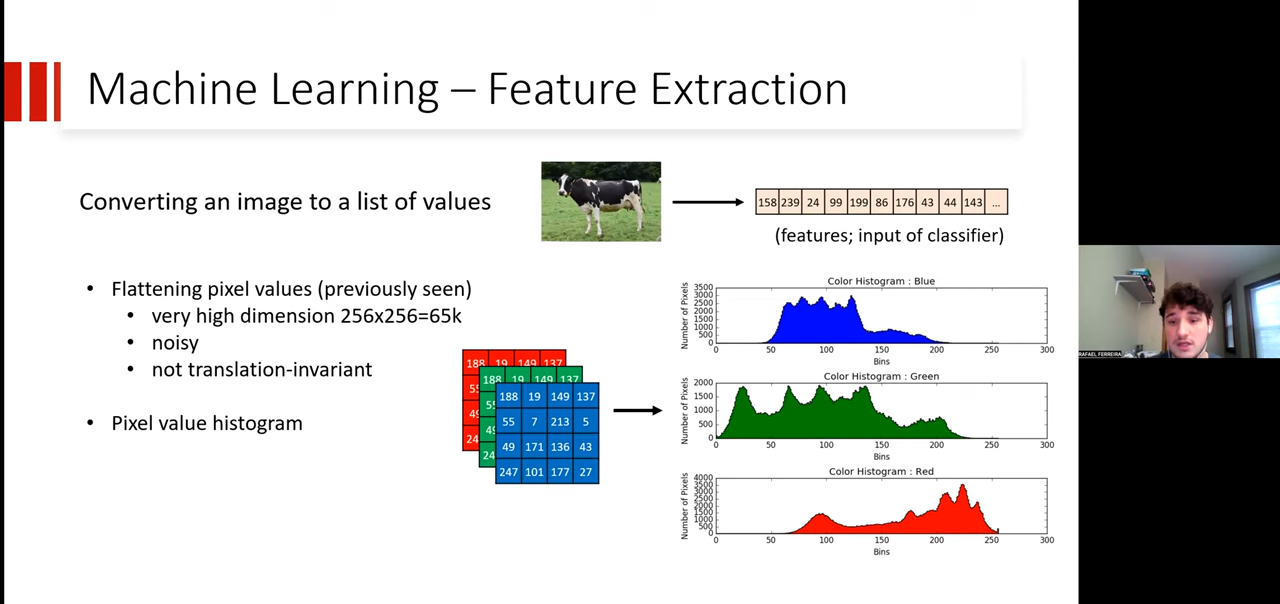 Machine Learning – Feature Extraction
Converting an image to a list of values
158 239 24 99 199 86 176 43 44 143 ...
(features; input of classifier)
• Flattening pixel values (previously seen)
• very high dimension 256x256=65k
• noisy
• not translation-invariant
• Pixel value histogram
188 19 149 137
55
49
24
188 19 149 137
55
49
24
188 19 149 137
55 7 213 5
49 171 136 43
247 101 177 27
Color Histogram : Blue
Number of Pixels
3500
3000
2500
2000
1500
1000
500
0
0 50 100 150 200 250 300
Bins
Color Histogram : Green
Number of Pixels
2000
1500
1000
500
0
0 50 100 150 200 250 300
Bins
Color Histogram : Red
Number of Pixels
4000
3500
3000
2500
2000
1500
1000
500
0
0 50 100 150 200 250 300
Bins
RAFAEL FERREIRA